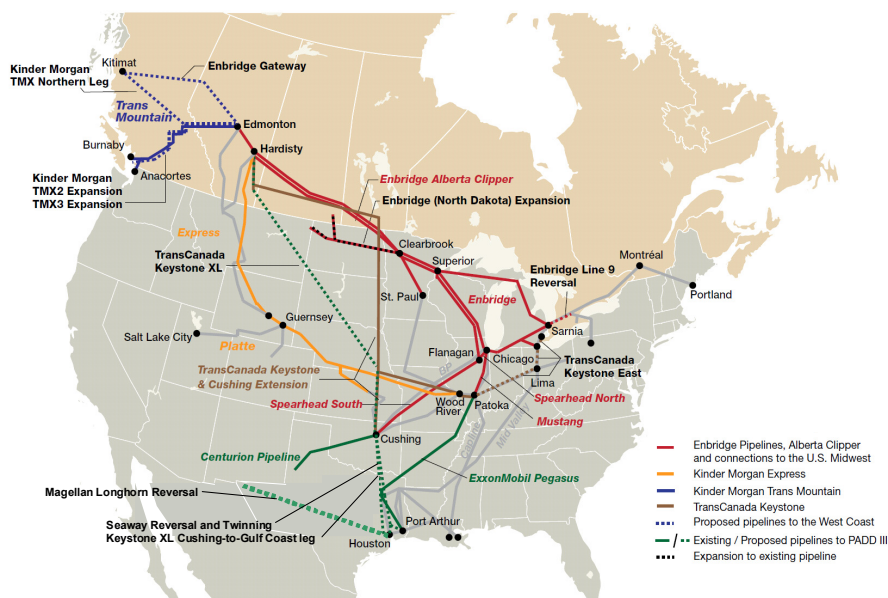 Kitimat
Kinder Morgan
TMX Northern Leg
Enbridge Gateway
Trans
Mountain
Edmonton
Burnaby
Hardisty
Anacortes
Kinder Morgan
TMX2 Expansion
TMX3 Expansion
Enbridge Alberta Clipper
Enbridge (North Dakota) Expansion
Express
TransCanada
Keystone XL
Clearbrook
Superior
Montréal
Enbridge Line 9
Reversal
Portland
St. Paul
Enbridge
Guernsey
Sarnia
Salt Lake City
Platte
Flanagan
Chicago
TransCanada
Keystone East
BP
TransCanada Keystone
& Cushing Extension
Lima
Spearhead North
Wood
River
Patoka
Spearhead South
Mustang
Capline
Mid Valley
Cushing
Centurion Pipeline
ExxonMobil Pegasus
Magellan Longhorn Reversal
Seaway Reversal and Twinning
Keystone XL Cushing-to-Gulf Coast leg
Port Arthur
Houston
Enbridge Pipelines, Alberta Clipper
and connections to the U.S. Midwest
Kinder Morgan Express
Kinder Morgan Trans Mountain
TransCanada Keystone
Proposed pipelines to the West Coast
/ Existing / Proposed pipelines to PADD III
Expansion to existing pipeline